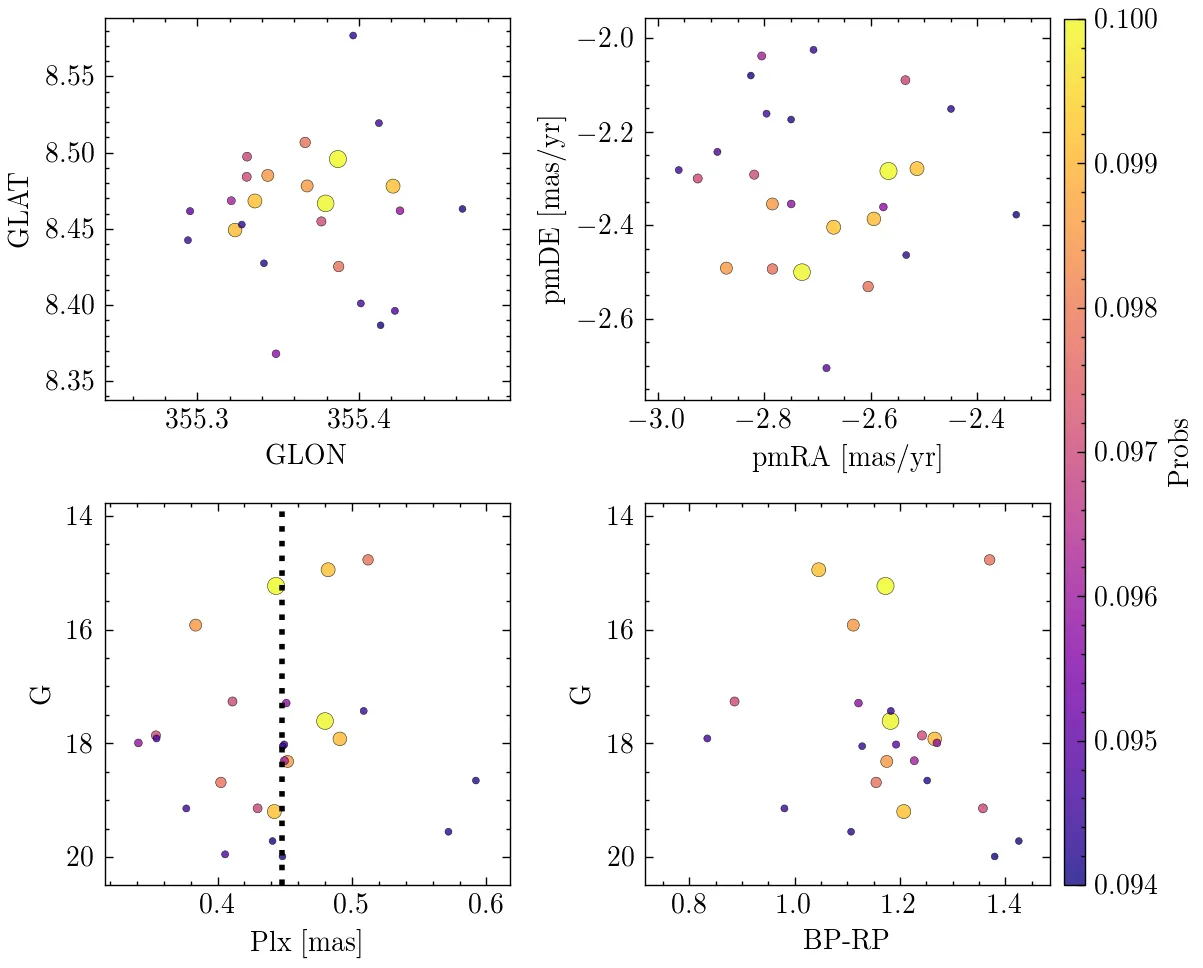 8.55
8.50
8.45
8.40
8.35
GLAT
355.3 355.4
GLON
−2.0
−2.2
−2.4
−2.6
pmDE [mas/yr]
−3.0 −2.8 −2.6 −2.4
pmRA [mas/yr]
14
16
18
20
G
0.4 0.5 0.6
Plx [mas]
14
16
18
20
G
0.8 1.0 1.2 1.4
BP-RP
0.100
0.099
0.098
0.097
0.096
0.095
0.094
Probs